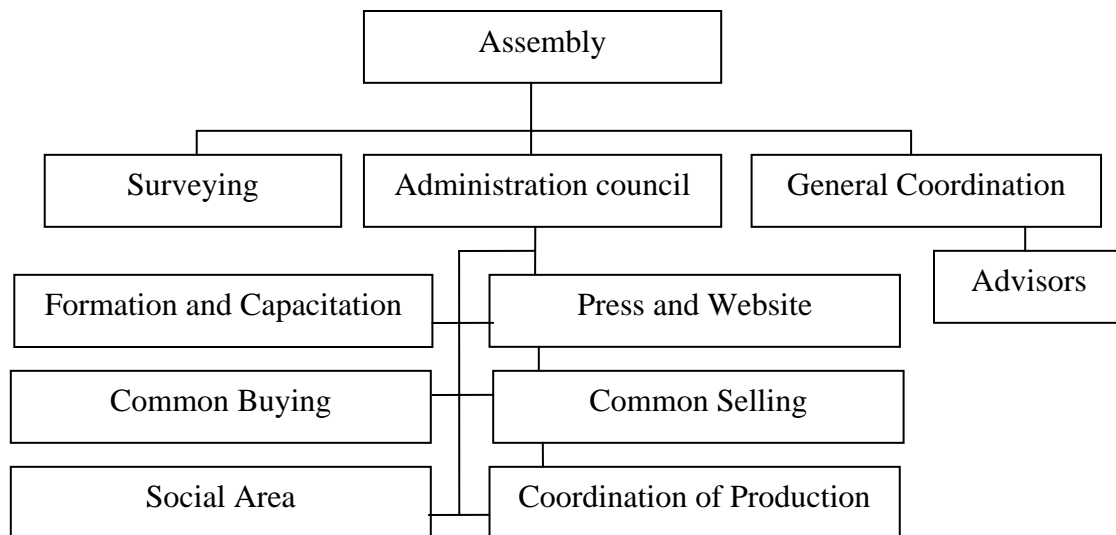 Assembly
Surveying
Administration council
General Coordination
Advisors
Formation and Capacitation
Press and Website
Common Buying
Common Selling
Social Area
Coordination of Production